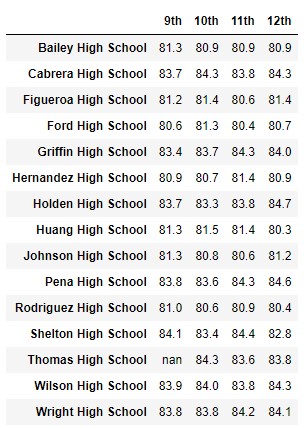 9th 10th 11th 12th
Bailey High School 81.3 80.9 80.9 80.9
Cabrera High School 83.7 84.3 83.8 84.3
Figueroa High School 81.2 81.4 80.6 81.4
Ford High School 80.6 81.3 80.4 80.7
Griffin High School 83.4 83.7 84.3 84.0
Hernandez High School 80.9 80.7 81.4 80.9
Holden High School 83.7 83.3 83.8 84.7
Huang High School 81.3 81.5 81.4 80.3
Johnson High School 81.3 80.8 80.6 81.2
Pena High School 83.8 83.6 84.3 84.6
Rodriguez High School 81.0 80.6 80.9 80.4
Shelton High School 84.1 83.4 84.4 82.8
Thomas High School nan 84.3 83.6 83.8
Wilson High School 83.9 84.0 83.8 84.3
Wright High School 83.8 83.8 84.2 84.1